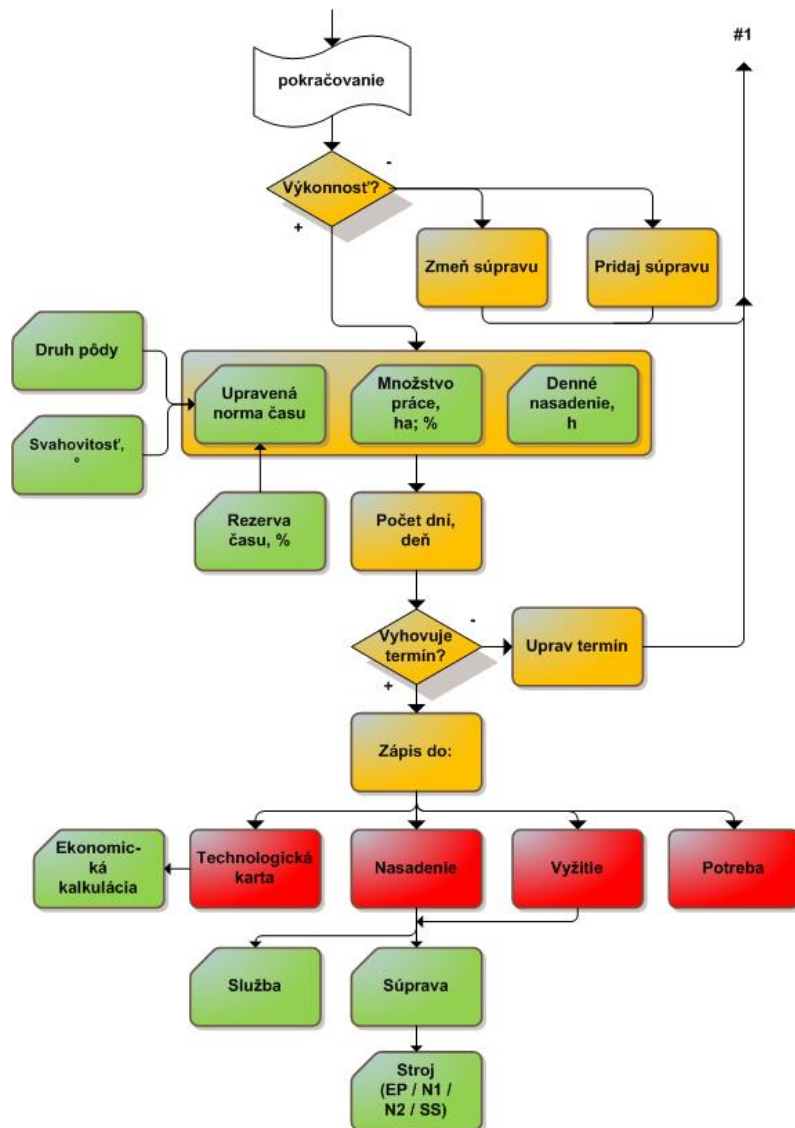 #1
pokračovanie
-
Výkonnosť?
+
Zmeň súpravu
Pridaj súpravu
Druh pôdy
Svahovitosť,
°
Upravená
norma času
Množstvo
práce,
ha; %
Denné
nasadenie,
h
Rezerva
času, %
Počet dní,
deň
-
Vyhovuje
termín?
+
Uprav termín
Zápis do:
Ekonomic-
ká
kalkulácia
Technologická
karta
Nasadenie
Vyžitie
Potreba
Služba
Súprava
Stroj
(EP / N1 /
N2 / SS)